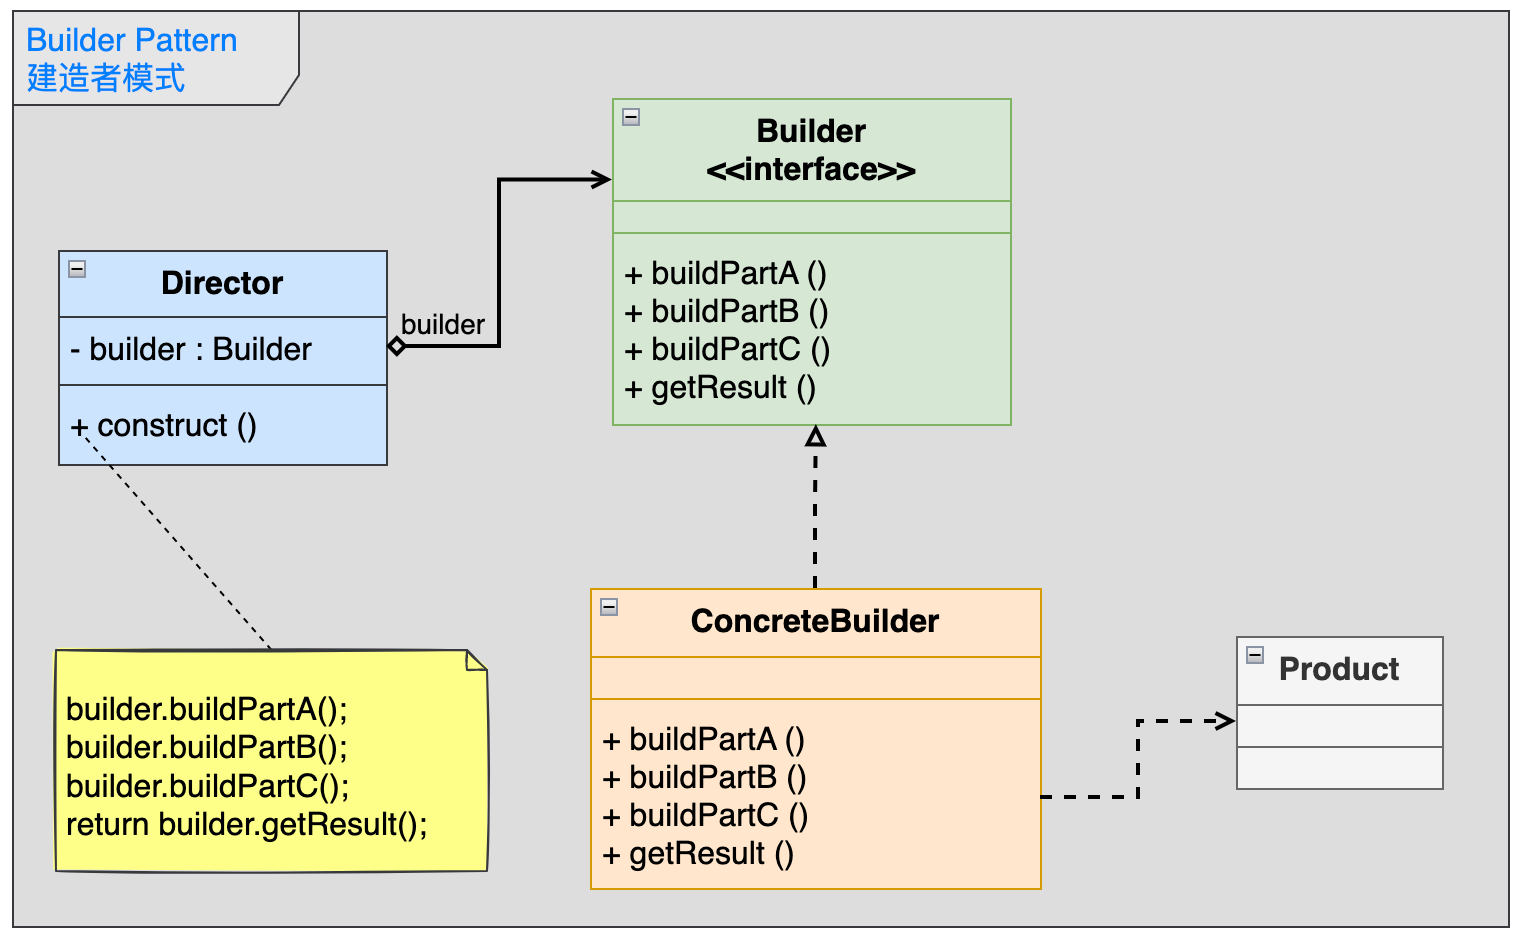 Builder Pattern
建造者模式
Builder
<<interface>>
+ buildPartA ()
+ buildPartB ()
+ buildPartC ()
+ getResult ()
Director
- builder : Builder
+ construct ()
builder
builder.buildPartA();
builder.buildPartB();
builder.buildPartC();
return builder.getResult();
ConcreteBuilder
+ buildPartA ()
+ buildPartB ()
+ buildPartC ()
+ getResult ()
Product